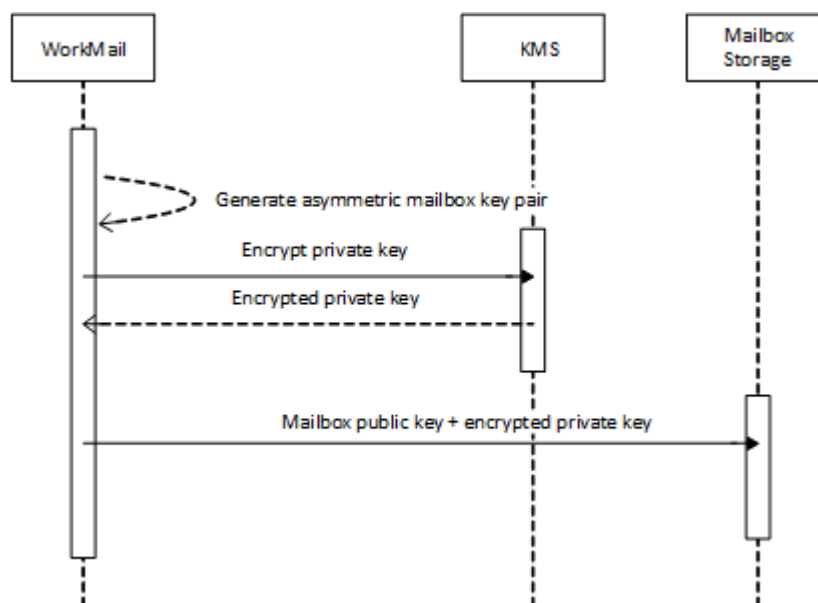 WorkMail
KMS
Mailbox
Storage
Generate asymmetric mailbox key pair
Encrypt private key
Encrypted private key
Mailbox public key + encrypted private key